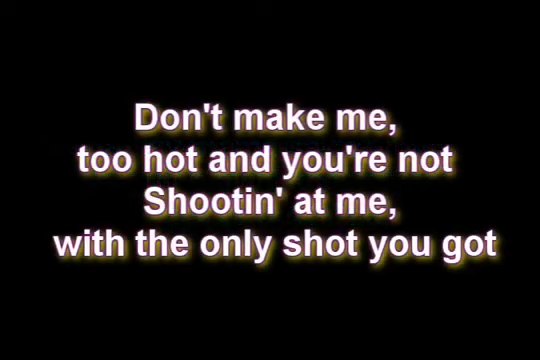 Don't make me,
too hot and you're not
Shootin' at me,
with the only shot you got